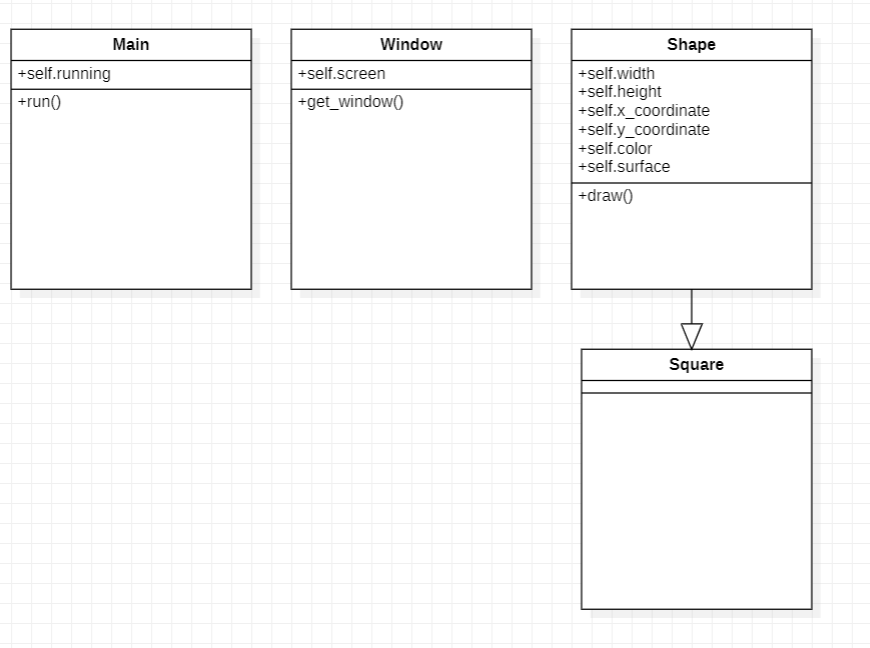 Main
+self.running
+run()
Window
+self.screen
+get_window()
Shape
+self.width
+self.height
+self.x_coordinate
+self.y_coordinate
+self.color
+self.surface
+draw()
Square